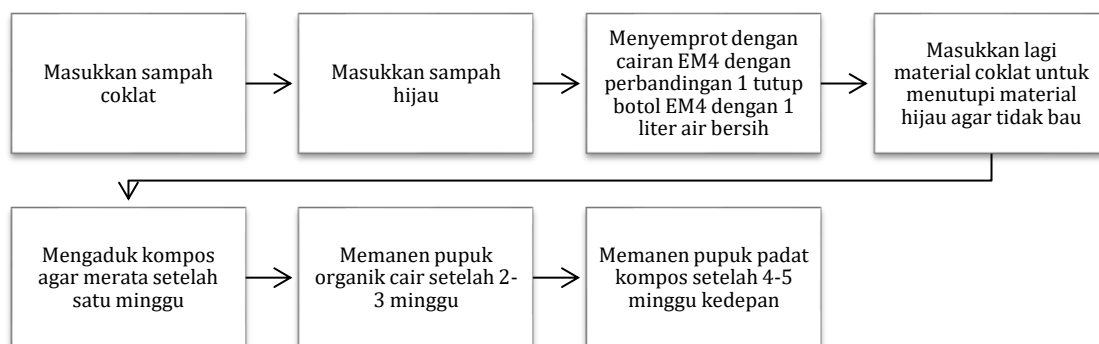 Masukkan sampah
coklat
Masukkan sampah
hijau
Menyemprot dengan
cairan EM4 dengan
perbandingan 1 tutup
botol EM4 dengan 1
liter air bersih
Masukkan lagi
material coklat untuk
menutupi material
hijau agar tidak bau
Mengaduk kompos
agar merata setelah
satu minggu
Memanen pupuk
organik cair setelah 2-
3 minggu
Memanen pupuk padat
kompos setelah 4-5
minggu kedepan